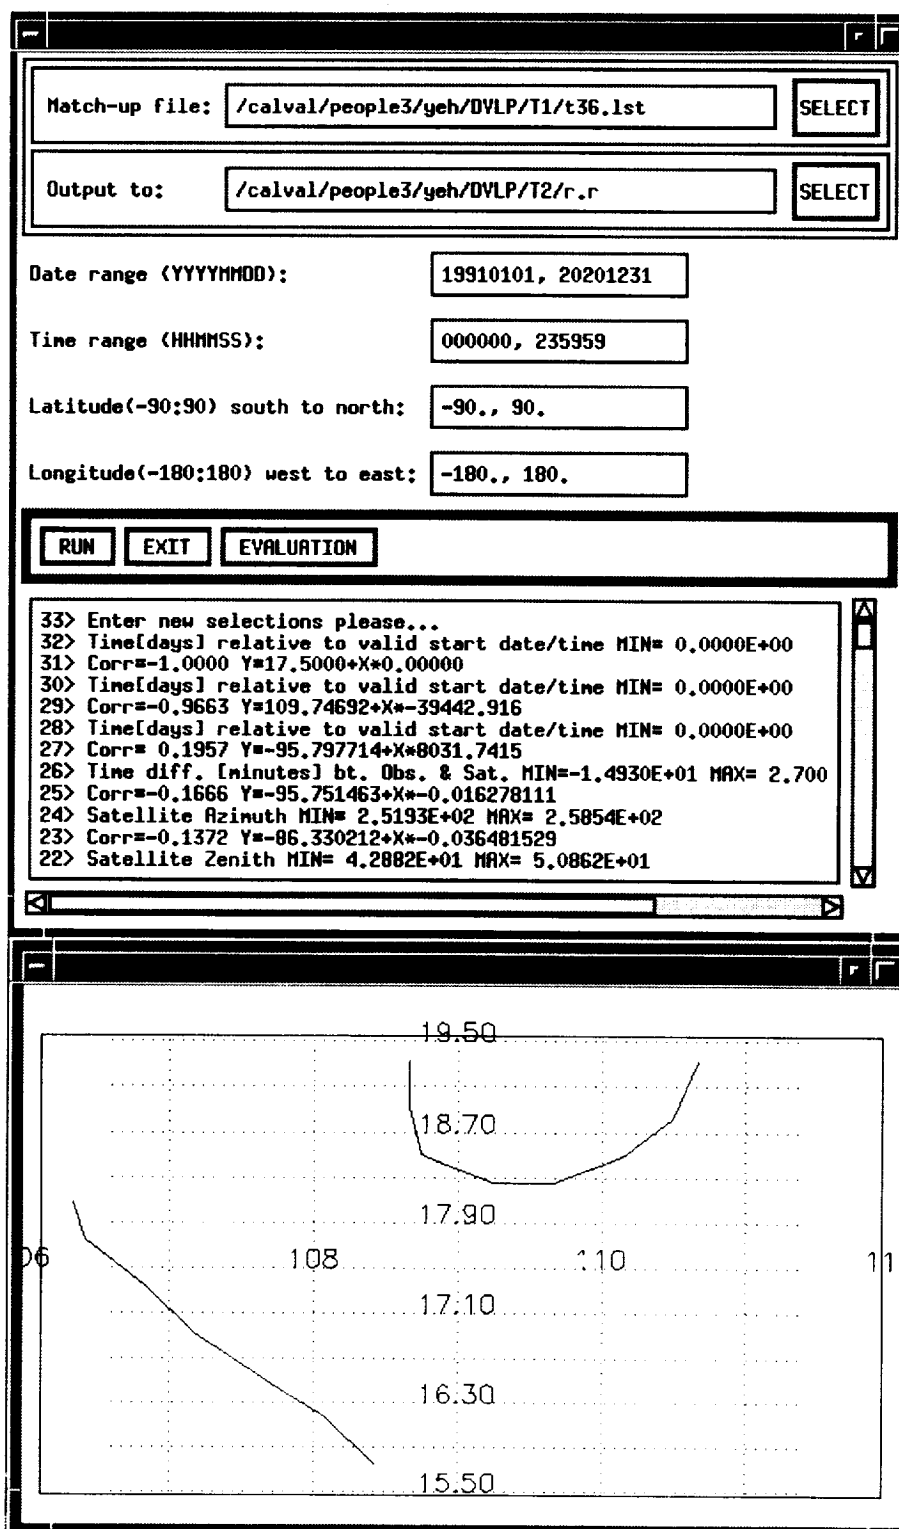 Match-up file: /calval/people3/yeh/DVLP/T1/t36.lst SELECT
Output to: /calval/people3/yeh/DVLP/T2/r.r SELECT
Date range (YYYYMMDD): 19910101, 20201231
Time range (HHMMSS): 000000, 235959
Latitude(-90:90) south to north: -90., 90.
Longitude(-180:180) west to east: -180., 180.
RUN EXIT EVALUATION
33> Enter new selections please...
32> Time[days] relative to valid start date/time MIN= 0.0000E+00
31> Corr=-1.0000 Y=17.5000+X*0.00000
30> Time[days] relative to valid start date/time MIN= 0.0000E+00
29> Corr=-0.9663 Y=109.74692+X*-39442.916
28> Time[days] relative to valid start date/time MIN= 0.0000E+00
27> Corr= 0.1957 Y=-95.797714+X*8031.7415
26> Time diff. [minutes] bt. Obs. & Sat. MIN=-1.4930E+01 MAX= 2.700
25> Corr=-0.1666 Y=-95.751463+X*-0.016278111
24> Satellite Azimuth MIN= 2.5193E+02 MAX= 2.5854E+02
23> Corr=-0.1372 Y=-86.330212+X*-0.036481529
22> Satellite Zenith MIN= 4.2882E+01 MAX= 5.0862E+01
19.50
18.70
17.90
06 108 110 11
17.10
16.30
15.50